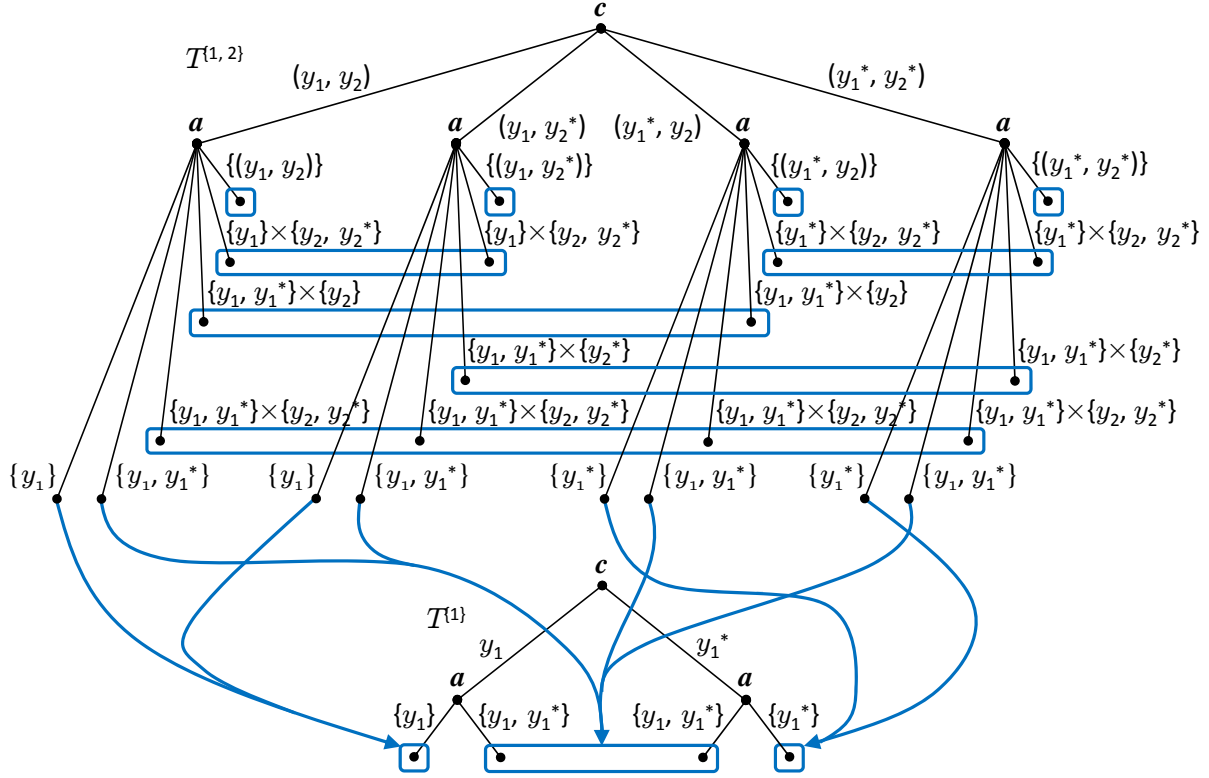 c
T^{1, 2}
(y₁, y₂) (y₁*, y₂*)
a (y₁, y₂*) (y₁*, y₂) a
a a
{(y₁, y₂)} {(y₁, y₂*)} {(y₁*, y₂)} {(y₁*, y₂*)}
{y₁}×{y₂, y₂*} {y₁}×{y₂, y₂*} {y₁*}×{y₂, y₂*} {y₁*}×{y₂, y₂*}
{y₁, y₁*}×{y₂} {y₁, y₁*}×{y₂}
{y₁, y₁*}×{y₂*} {y₁, y₁*}×{y₂*}
{y₁, y₁*}×{y₂, y₂*} {y₁, y₁*}×{y₂, y₂*} {y₁, y₁*}×{y₂, y₂*} {y₁, y₁*}×{y₂, y₂*}
{y₁} {y₁, y₁*} {y₁} {y₁, y₁*} {y₁*} {y₁, y₁*} {y₁*} {y₁, y₁*}
c
T^{1}
y₁ y₁*
a a
{y₁} {y₁, y₁*} {y₁, y₁*} {y₁*}